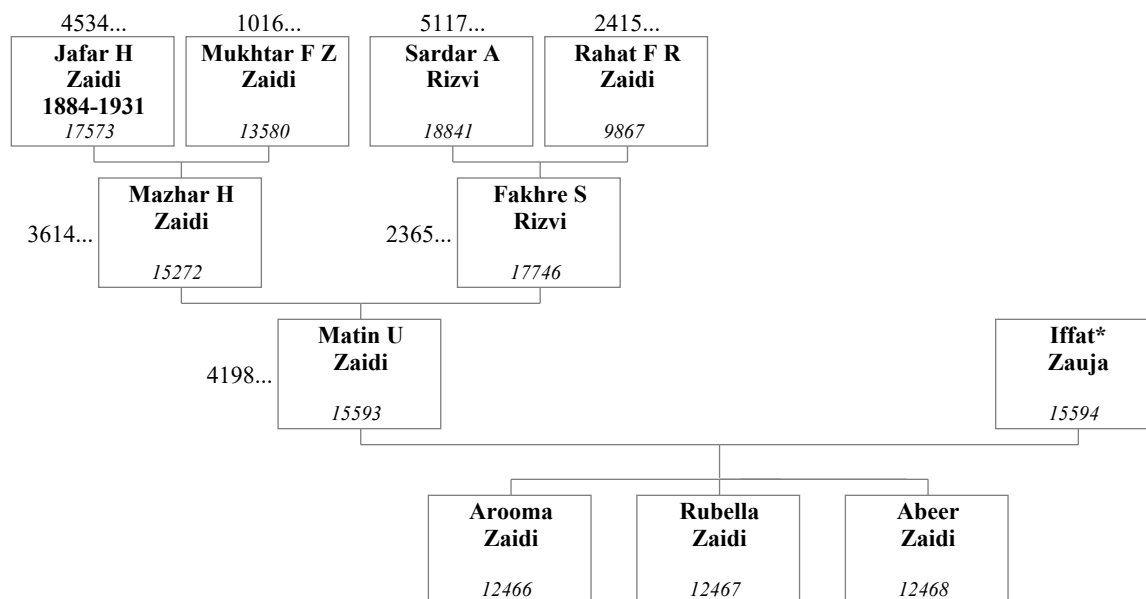 4534...
1016...
5117...
2415...
Jafar H
Zaidi
1884-1931
17573
Mukhtar F Z
Zaidi
13580
Sardar A
Rizvi
18841
Rahat F R
Zaidi
9867
3614...
Mazhar H
Zaidi
15272
2365...
Fakhre S
Rizvi
17746
4198...
Matin U
Zaidi
15593
Iffat*
Zauja
15594
Arooma
Zaidi
12466
Rubella
Zaidi
12467
Abeer
Zaidi
12468